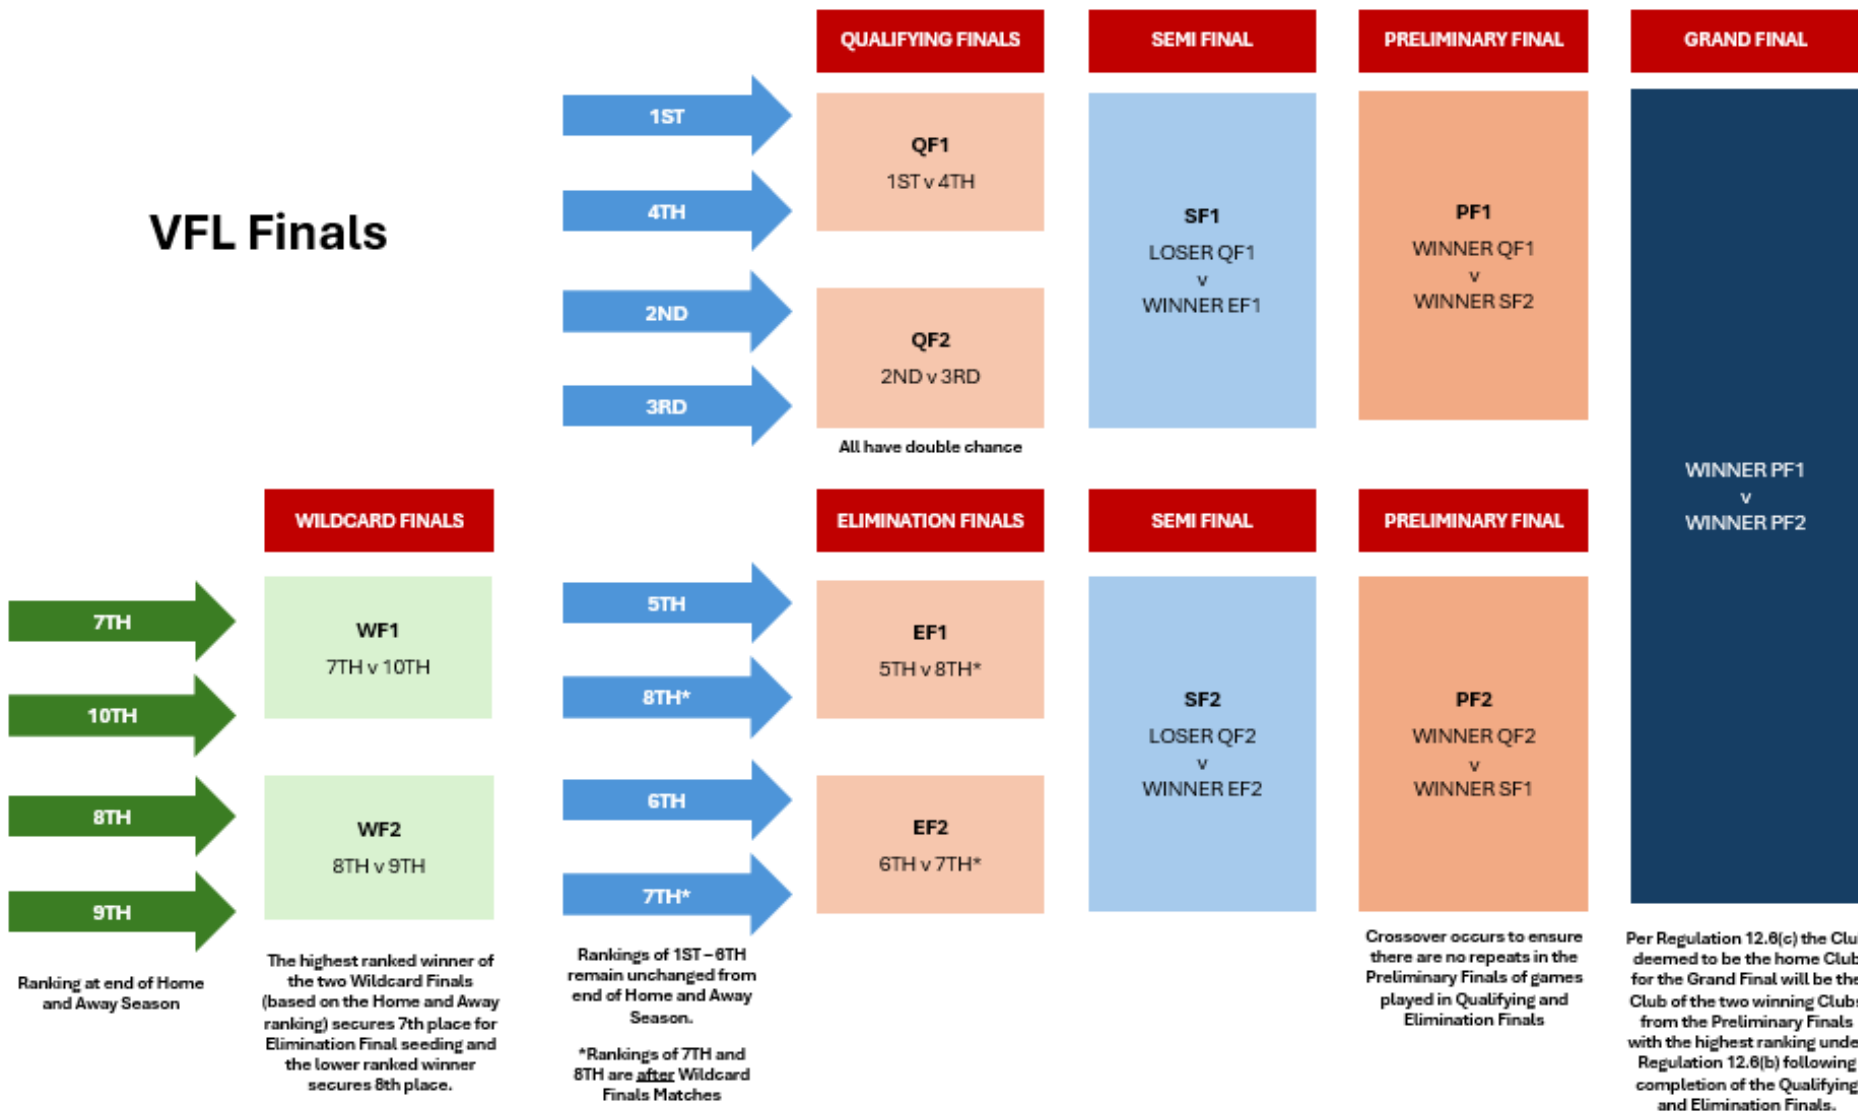 VFL Finals
QUALIFYING FINALS
SEMI FINAL
PRELIMINARY FINAL
GRAND FINAL
1ST
4TH
2ND
3RD
QF1
1ST v 4TH
QF2
2ND v 3RD
All have double chance
SF1
LOSER QF1
v
WINNER EF1
PF1
WINNER QF1
v
WINNER SF2
WINNER PF1
v
WINNER PF2
WILDCARD FINALS
ELIMINATION FINALS
SEMI FINAL
PRELIMINARY FINAL
7TH
10TH
8TH
9TH
Ranking at end of Home
and Away Season
WF1
7TH v 10TH
WF2
8TH v 9TH
The highest ranked winner of
the two Wildcard Finals
(based on the Home and Away
ranking) secures 7th place for
Elimination Final seeding and
the lower ranked winner
secures 8th place.
5TH
8TH*
6TH
7TH*
Rankings of 1ST – 6TH
remain unchanged from
end of Home and Away
Season.
*Rankings of 7TH and
8TH are after Wildcard
Finals Matches
EF1
5TH v 8TH*
EF2
6TH v 7TH*
SF2
LOSER QF2
v
WINNER EF2
PF2
WINNER QF2
v
WINNER SF1
Crossover occurs to ensure
there are no repeats in the
Preliminary Finals of games
played in Qualifying and
Elimination Finals
Per Regulation 12.6(c) the Club
deemed to be the home Club
for the Grand Final will be the
Club of the two winning Clubs
from the Preliminary Finals
with the highest ranking under
Regulation 12.6(b) following
completion of the Qualifying
and Elimination Finals.